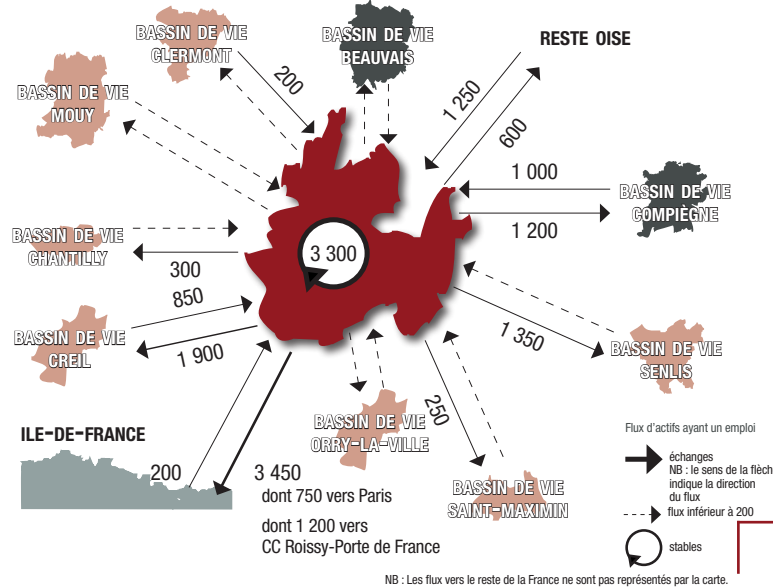 BASSIN DE VIE
CLERMONT
BASSIN DE VIE
BEAUVAIS
RESTE OISE
BASSIN DE VIE
MOUY
200
1 250
600
1 000
BASSIN DE VIE
COMPIÈGNE
1 200
BASSIN DE VIE
CHANTILLY
300
3 300
850
BASSIN DE VIE
CREIL
1 900
1 350
BASSIN DE VIE
SENLIS
250
BASSIN DE VIE
ORRY-LA-VILLE
ILE-DE-FRANCE
200
3 450
dont 750 vers Paris
dont 1 200 vers
CC Roissy-Porte de France
BASSIN DE VIE
SAINT-MAXIMIN
Flux d'actifs ayant un emploi
échanges
NB : le sens de la flèch
indique la direction
du flux
flux inférieur à 200
stables
NB : Les flux vers le reste de la France ne sont pas représentés par la carte.